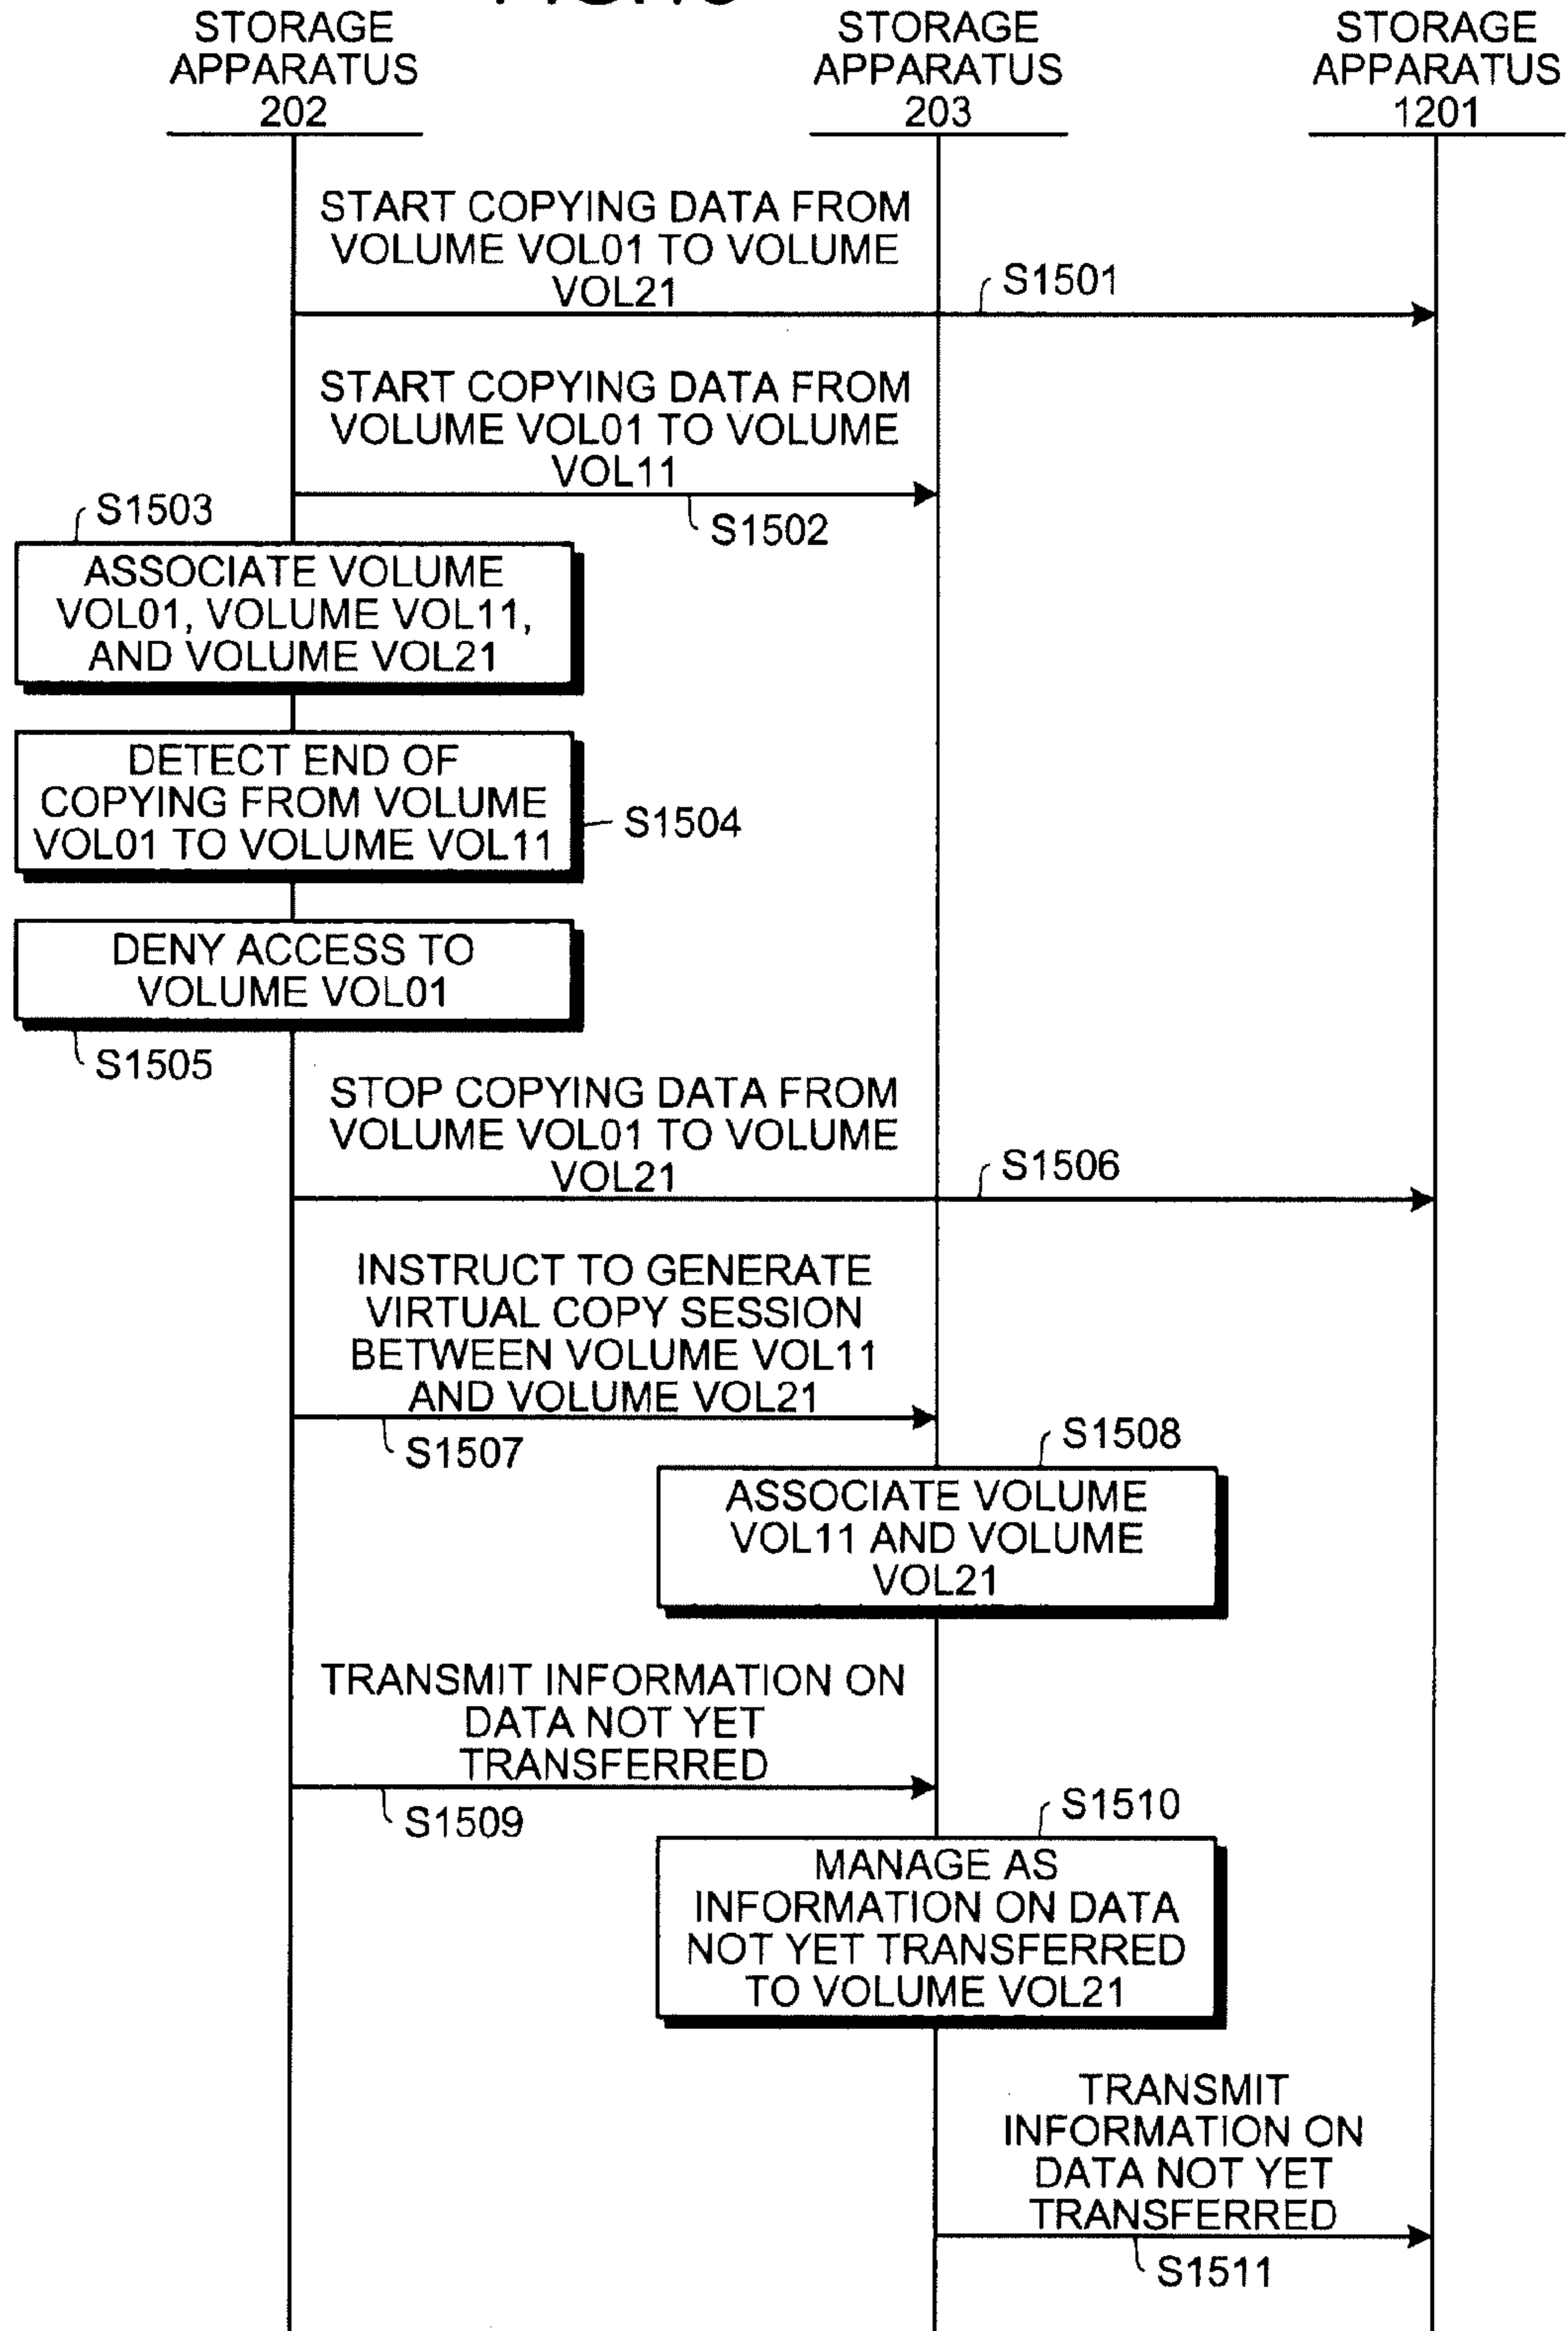 STORAGE
APPARATUS
202
STORAGE
APPARATUS
203
STORAGE
APPARATUS
1201
START COPYING DATA FROM
VOLUME VOL01 TO VOLUME
VOL21
S1501
START COPYING DATA FROM
VOLUME VOL01 TO VOLUME
VOL11
S1502
S1503
ASSOCIATE VOLUME
VOL01, VOLUME VOL11,
AND VOLUME VOL21
DETECT END OF
COPYING FROM VOLUME
VOL01 TO VOLUME VOL11
S1504
DENY ACCESS TO
VOLUME VOL01
S1505
STOP COPYING DATA FROM
VOLUME VOL01 TO VOLUME
VOL21
S1506
INSTRUCT TO GENERATE
VIRTUAL COPY SESSION
BETWEEN VOLUME VOL11
AND VOLUME VOL21
S1507
S1508
ASSOCIATE VOLUME
VOL11 AND VOLUME
VOL21
TRANSMIT INFORMATION ON
DATA NOT YET
TRANSFERRED
S1509
S1510
MANAGE AS
INFORMATION ON DATA
NOT YET TRANSFERRED
TO VOLUME VOL21
TRANSMIT
INFORMATION ON
DATA NOT YET
TRANSFERRED
S1511